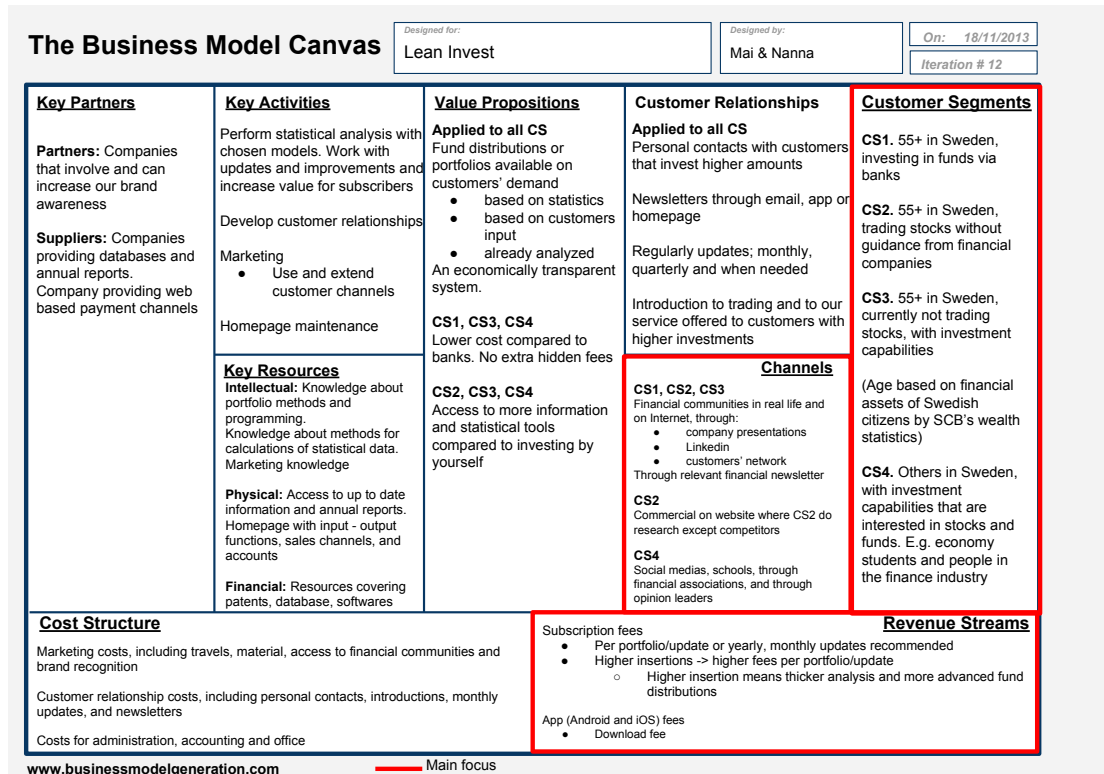 The Business Model Canvas
Designed for:
Lean Invest
Designed by:
Mai & Nanna
On: 18/11/2013
Iteration # 12
Key Partners
Partners: Companies
that involve and can
increase our brand
awareness
Suppliers: Companies
providing databases and
annual reports.
Company providing web
based payment channels
Key Activities
Perform statistical analysis with
chosen models. Work with
updates and improvements and
increase value for subscribers
Develop customer relationships
Marketing
● Use and extend
customer channels
Homepage maintenance
Key Resources
Intellectual: Knowledge about
portfolio methods and
programming.
Knowledge about methods for
calculations of statistical data.
Marketing knowledge
Physical: Access to up to date
information and annual reports.
Homepage with input - output
functions, sales channels, and
accounts
Financial: Resources covering
patents, database, softwares
Value Propositions
Applied to all CS
Fund distributions or
portfolios available on
customers' demand
● based on statistics
● based on customers
input
● already analyzed
An economically transparent
system.
CS1, CS3, CS4
Lower cost compared to
banks. No extra hidden fees
CS2, CS3, CS4
Access to more information
and statistical tools
compared to investing by
yourself
Customer Relationships
Applied to all CS
Personal contacts with customers
that invest higher amounts
Newsletters through email, app or
homepage
Regularly updates; monthly,
quarterly and when needed
Introduction to trading and to our
service offered to customers with
higher investments
Channels
CS1, CS2, CS3
Financial communities in real life and
on Internet, through:
● company presentations
● Linkedin
● customers' network
Through relevant financial newsletter
CS2
Commercial on website where CS2 do
research except competitors
CS4
Social medias, schools, through
financial associations, and through
opinion leaders
Customer Segments
CS1. 55+ in Sweden,
investing in funds via
banks
CS2. 55+ in Sweden,
trading stocks without
guidance from financial
companies
CS3. 55+ in Sweden,
currently not trading
stocks, with investment
capabilities
(Age based on financial
assets of Swedish
citizens by SCB's wealth
statistics)
CS4. Others in Sweden,
with investment
capabilities that are
interested in stocks and
funds. E.g. economy
students and people in
the finance industry
Cost Structure
Marketing costs, including travels, material, access to financial communities and
brand recognition
Customer relationship costs, including personal contacts, introductions, monthly
updates, and newsletters
Costs for administration, accounting and office
Revenue Streams
Subscription fees
● Per portfolio/update or yearly, monthly updates recommended
● Higher insertions -> higher fees per portfolio/update
○ Higher insertion means thicker analysis and more advanced fund
distributions
App (Android and iOS) fees
● Download fee
www.businessmodelgeneration.com
Main focus